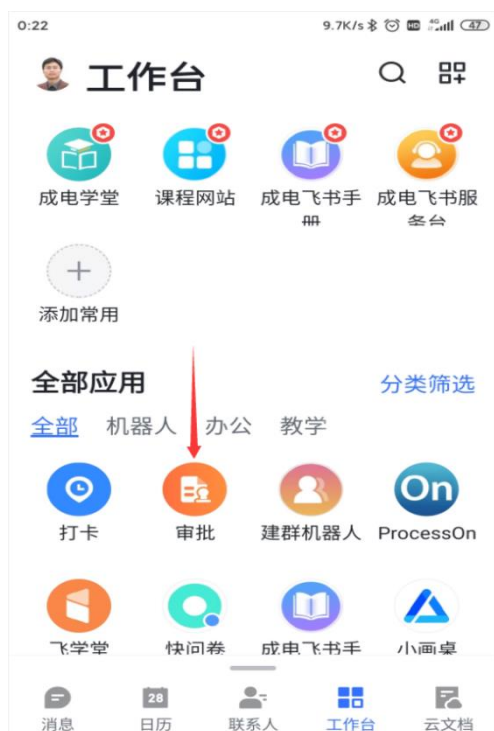 0:22 9.7K/s HD 4G 47
工作台
成电学堂 课程网站 成电飞书手 成电飞书服
册 务台
添加常用
全部应用 分类筛选
全部 机器人 办公 教学
On
打卡 审批 建群机器人 ProcessOn
飞学堂 快问卷 成电飞书手 小画桌
28
消息 日历 联系人 工作台 云文档